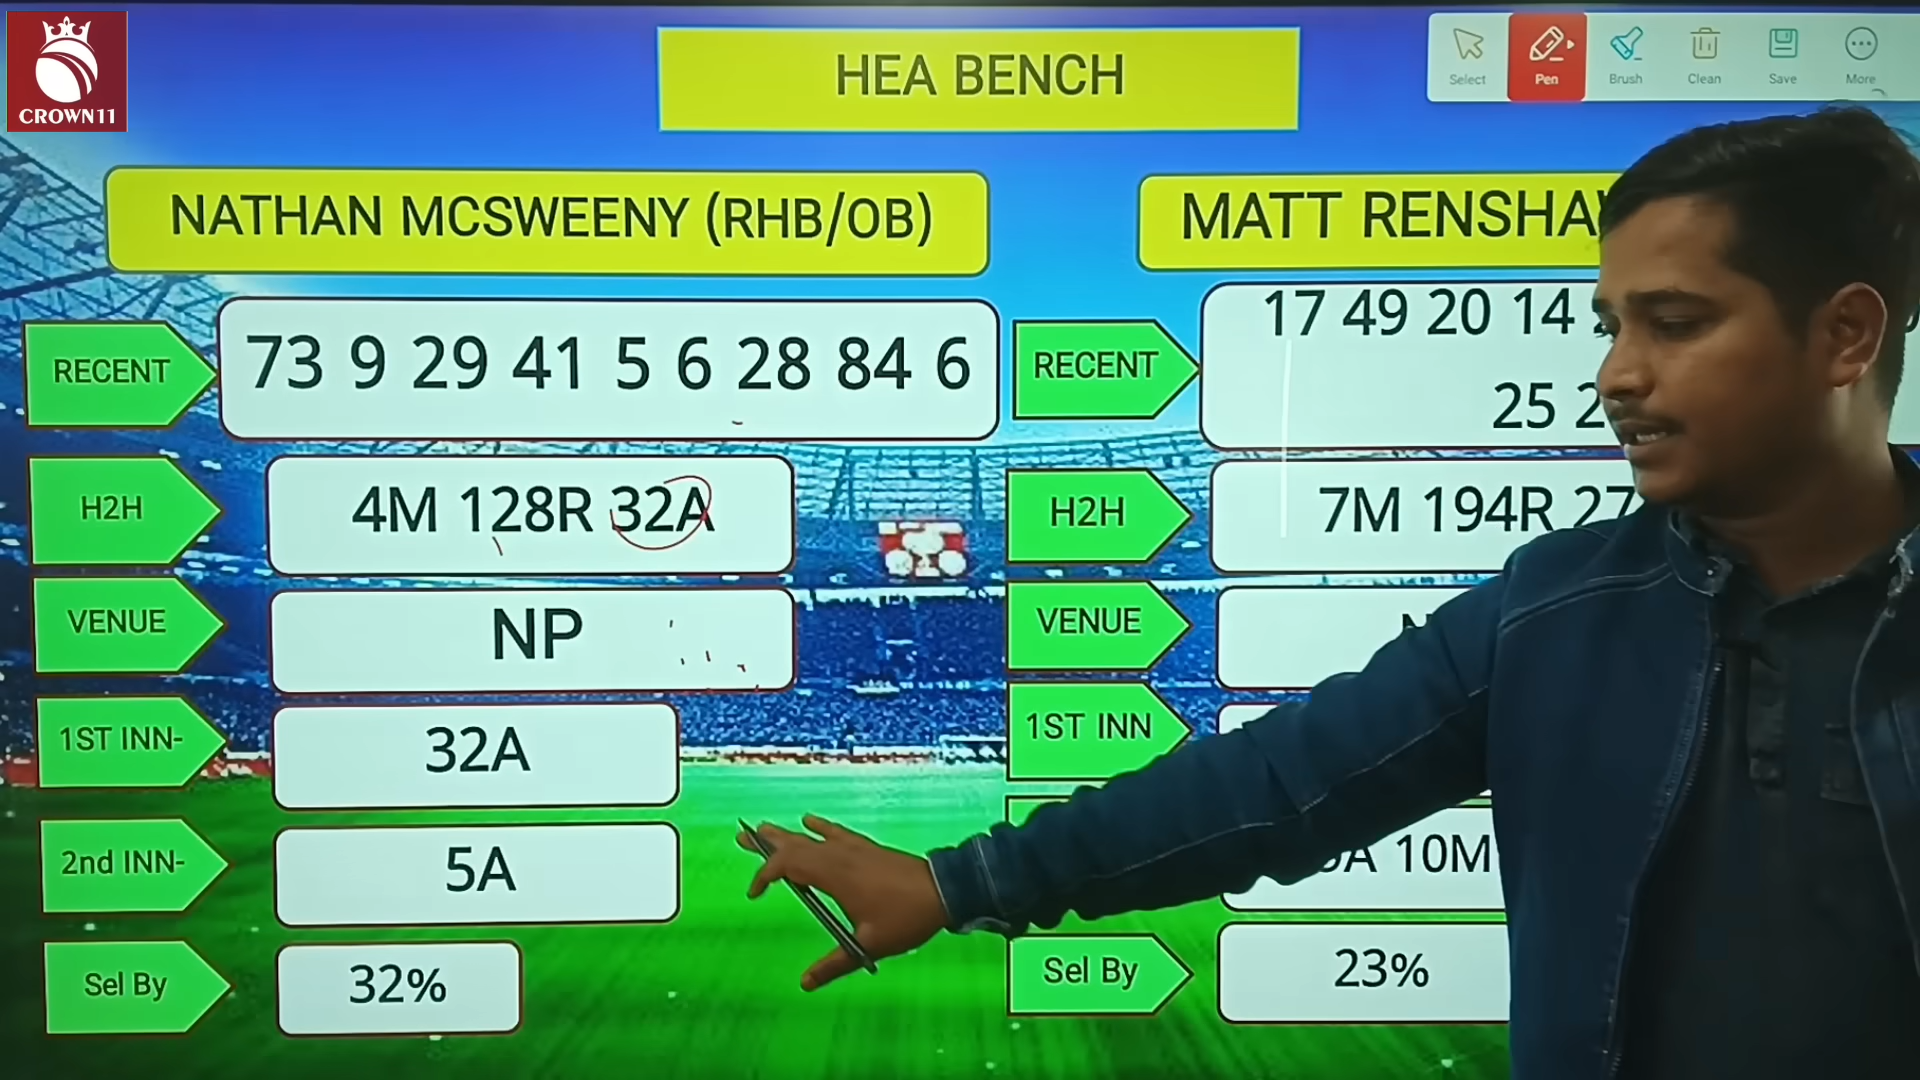 CROWN11
HEA BENCH
Select
Pen
Brush
Clean
Save
More
NATHAN MCSWEENY (RHB/OB)
RECENT
73 9 29 41 5 6 28 84 6
H2H
4M 128R 32A
VENUE
NP
1ST INN-
32A
2nd INN-
5A
Sel By
32%
MATT
RECENT
17 49 20 14
25
H2H
7M 194R
VENUE
1ST INN
10M
Sel By
23%